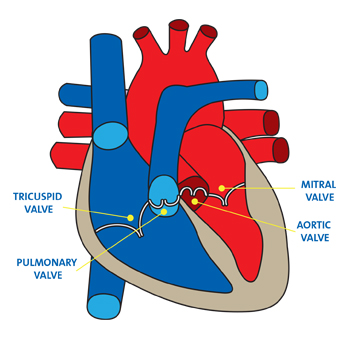 TRICUSPID
VALVE
PULMONARY
VALVE
MITRAL
VALVE
AORTIC
VALVE